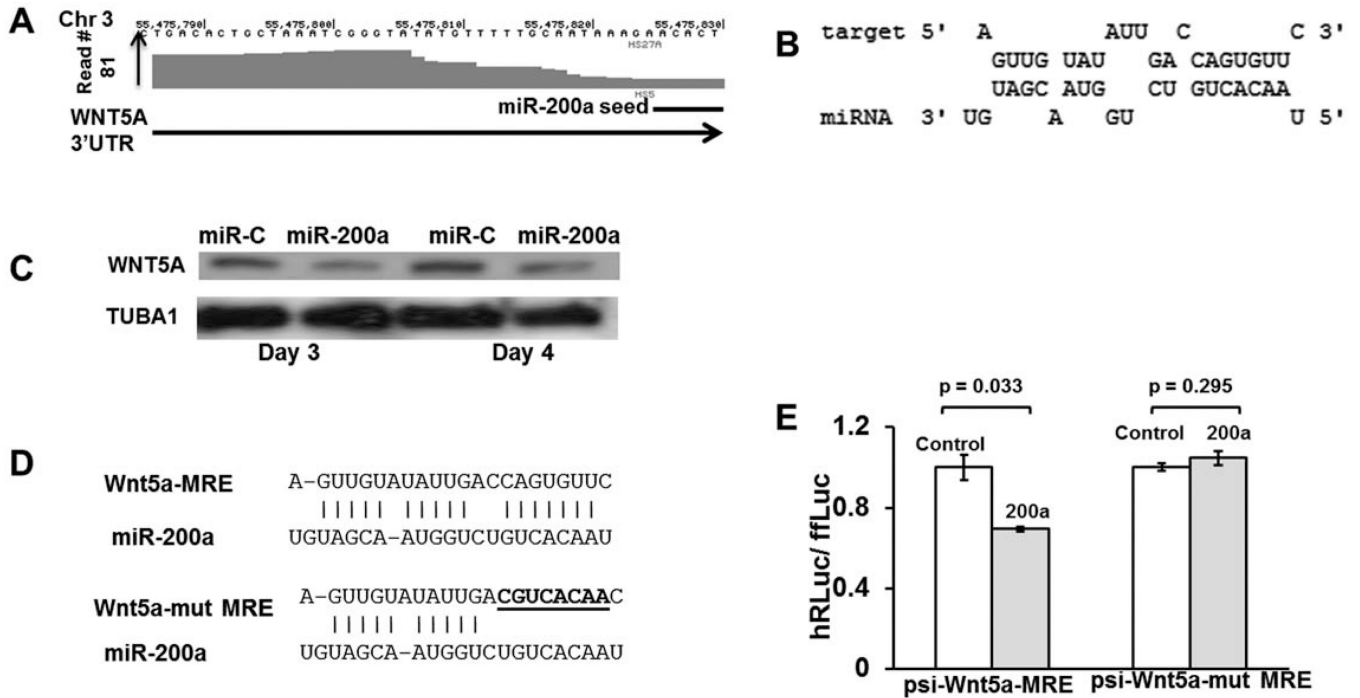 A
Chr 3
55,475,790| 55,475,800| 55,475,810| 55,475,820| 55,475,830|
HS27A
Read #
81
HS5
miR-200a seed
WNT5A
3'UTR
B
target 5' A AUU C C 3'
GUUG UAU GA CAGUGUU
UAGC AUG CU GUCACAA
miRNA 3' UG A GU U 5'
C
miR-C miR-200a miR-C miR-200a
WNT5A
TUBA1
Day 3 Day 4
D
Wnt5a-MRE A–GUUGUAUAUUGACCAGUGUUC
miR-200a UGUAGCA–AUGGUCUGUCACAAU
Wnt5a-mut MRE A–GUUGUAUAUUGACGUCACAAC
miR-200a UGUAGCA–AUGGUCUGUCACAAU
E
p = 0.033 p = 0.295
hRLuc/ ffLuc
1.2
0.8
0.4
0
Control 200a
Control 200a
psi-Wnt5a-MRE psi-Wnt5a-mut MRE